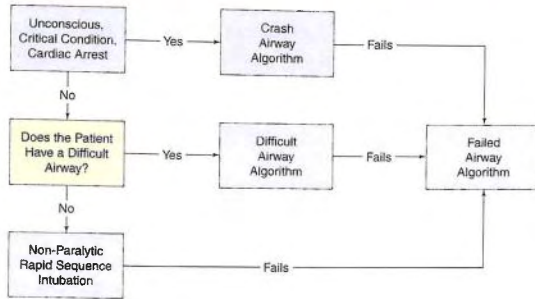 Unconscious,
Critical Condition,
Cardiac Arrest
Yes
Crash
Airway
Algorithm
Fails
No
Does the Patient
Have a Difficult
Airway?
Yes
Difficult
Airway
Algorithm
Fails
Failed
Airway
Algorithm
No
Non-Paralytic
Rapid Sequence
Intubation
Fails